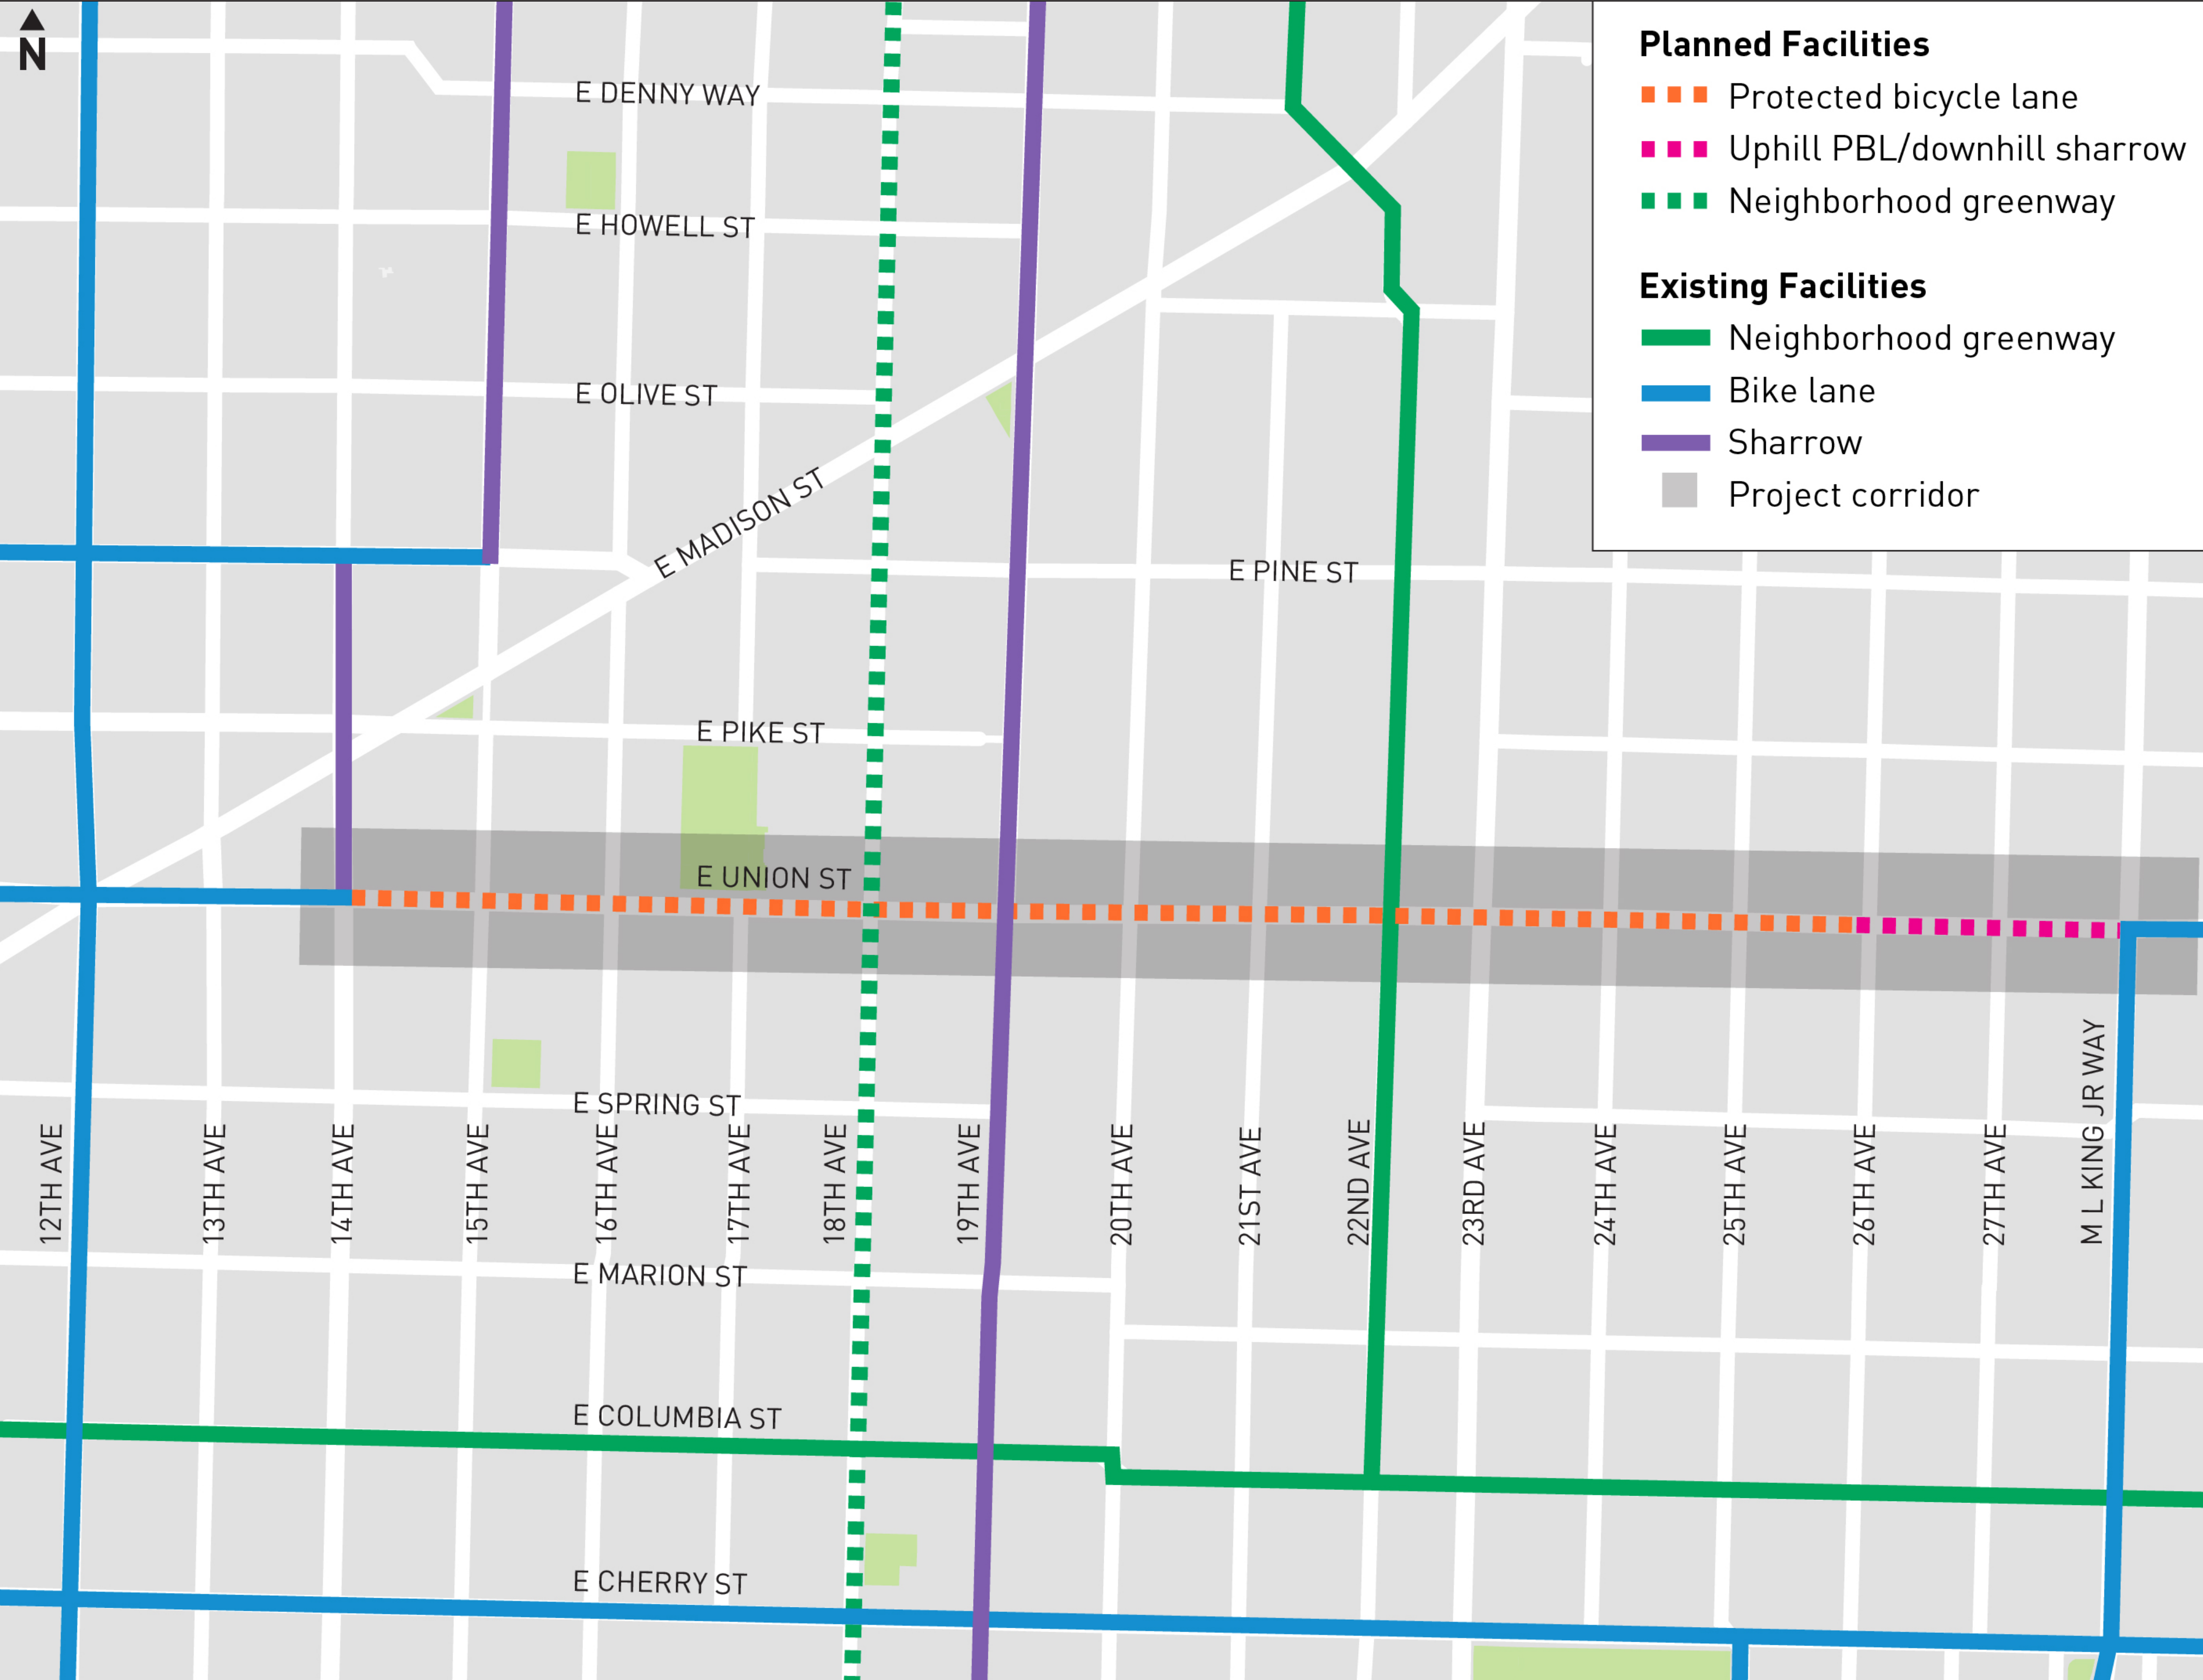 N
Planned Facilities
Protected bicycle lane
Uphill PBL/downhill sharrow
Neighborhood greenway
Existing Facilities
Neighborhood greenway
Bike lane
Sharrow
Project corridor
E DENNY WAY
E HOWELL ST
E OLIVE ST
E MADISON ST
E PINE ST
E PIKE ST
E UNION ST
E SPRING ST
12TH AVE
13TH AVE
14TH AVE
15TH AVE
16TH AVE
17TH AVE
18TH AVE
19TH AVE
20TH AVE
21ST AVE
22ND AVE
23RD AVE
24TH AVE
25TH AVE
26TH AVE
27TH AVE
M L KING JR WAY
E MARION ST
E COLUMBIA ST
E CHERRY ST